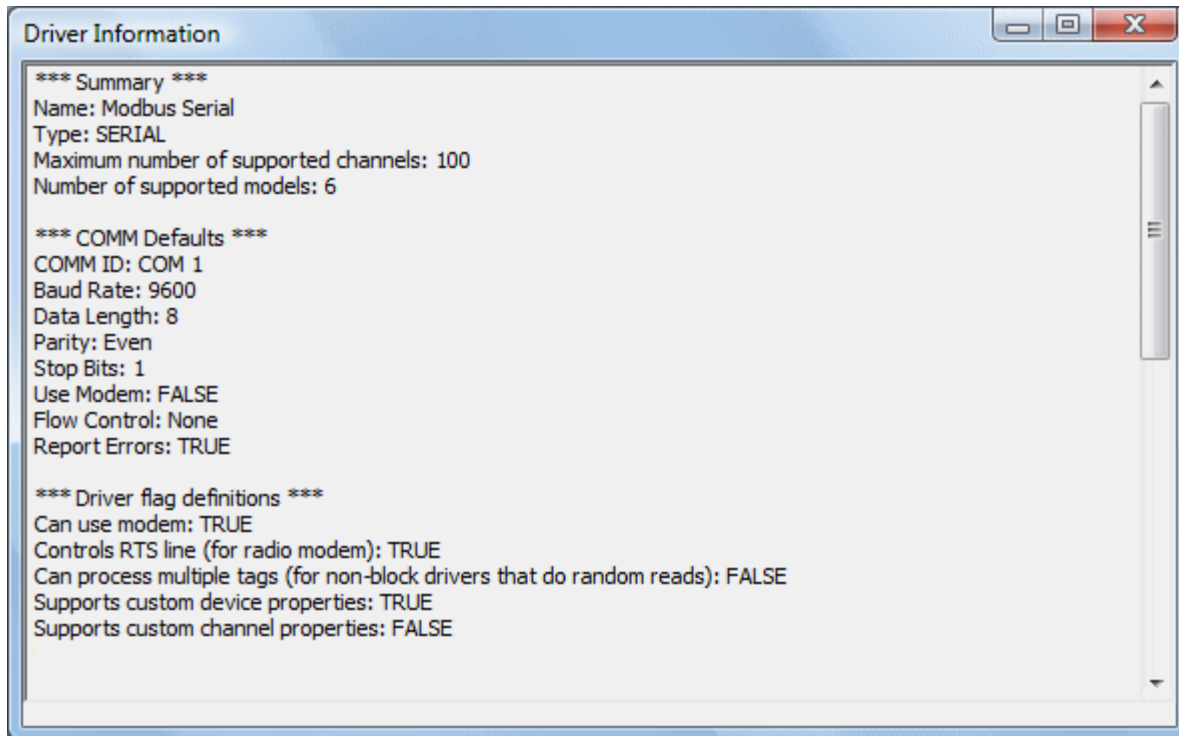 Driver Information
*** Summary ***
Name: Modbus Serial
Type: SERIAL
Maximum number of supported channels: 100
Number of supported models: 6
*** COMM Defaults ***
COMM ID: COM 1
Baud Rate: 9600
Data Length: 8
Parity: Even
Stop Bits: 1
Use Modem: FALSE
Flow Control: None
Report Errors: TRUE
*** Driver flag definitions ***
Can use modem: TRUE
Controls RTS line (for radio modem): TRUE
Can process multiple tags (for non-block drivers that do random reads): FALSE
Supports custom device properties: TRUE
Supports custom channel properties: FALSE